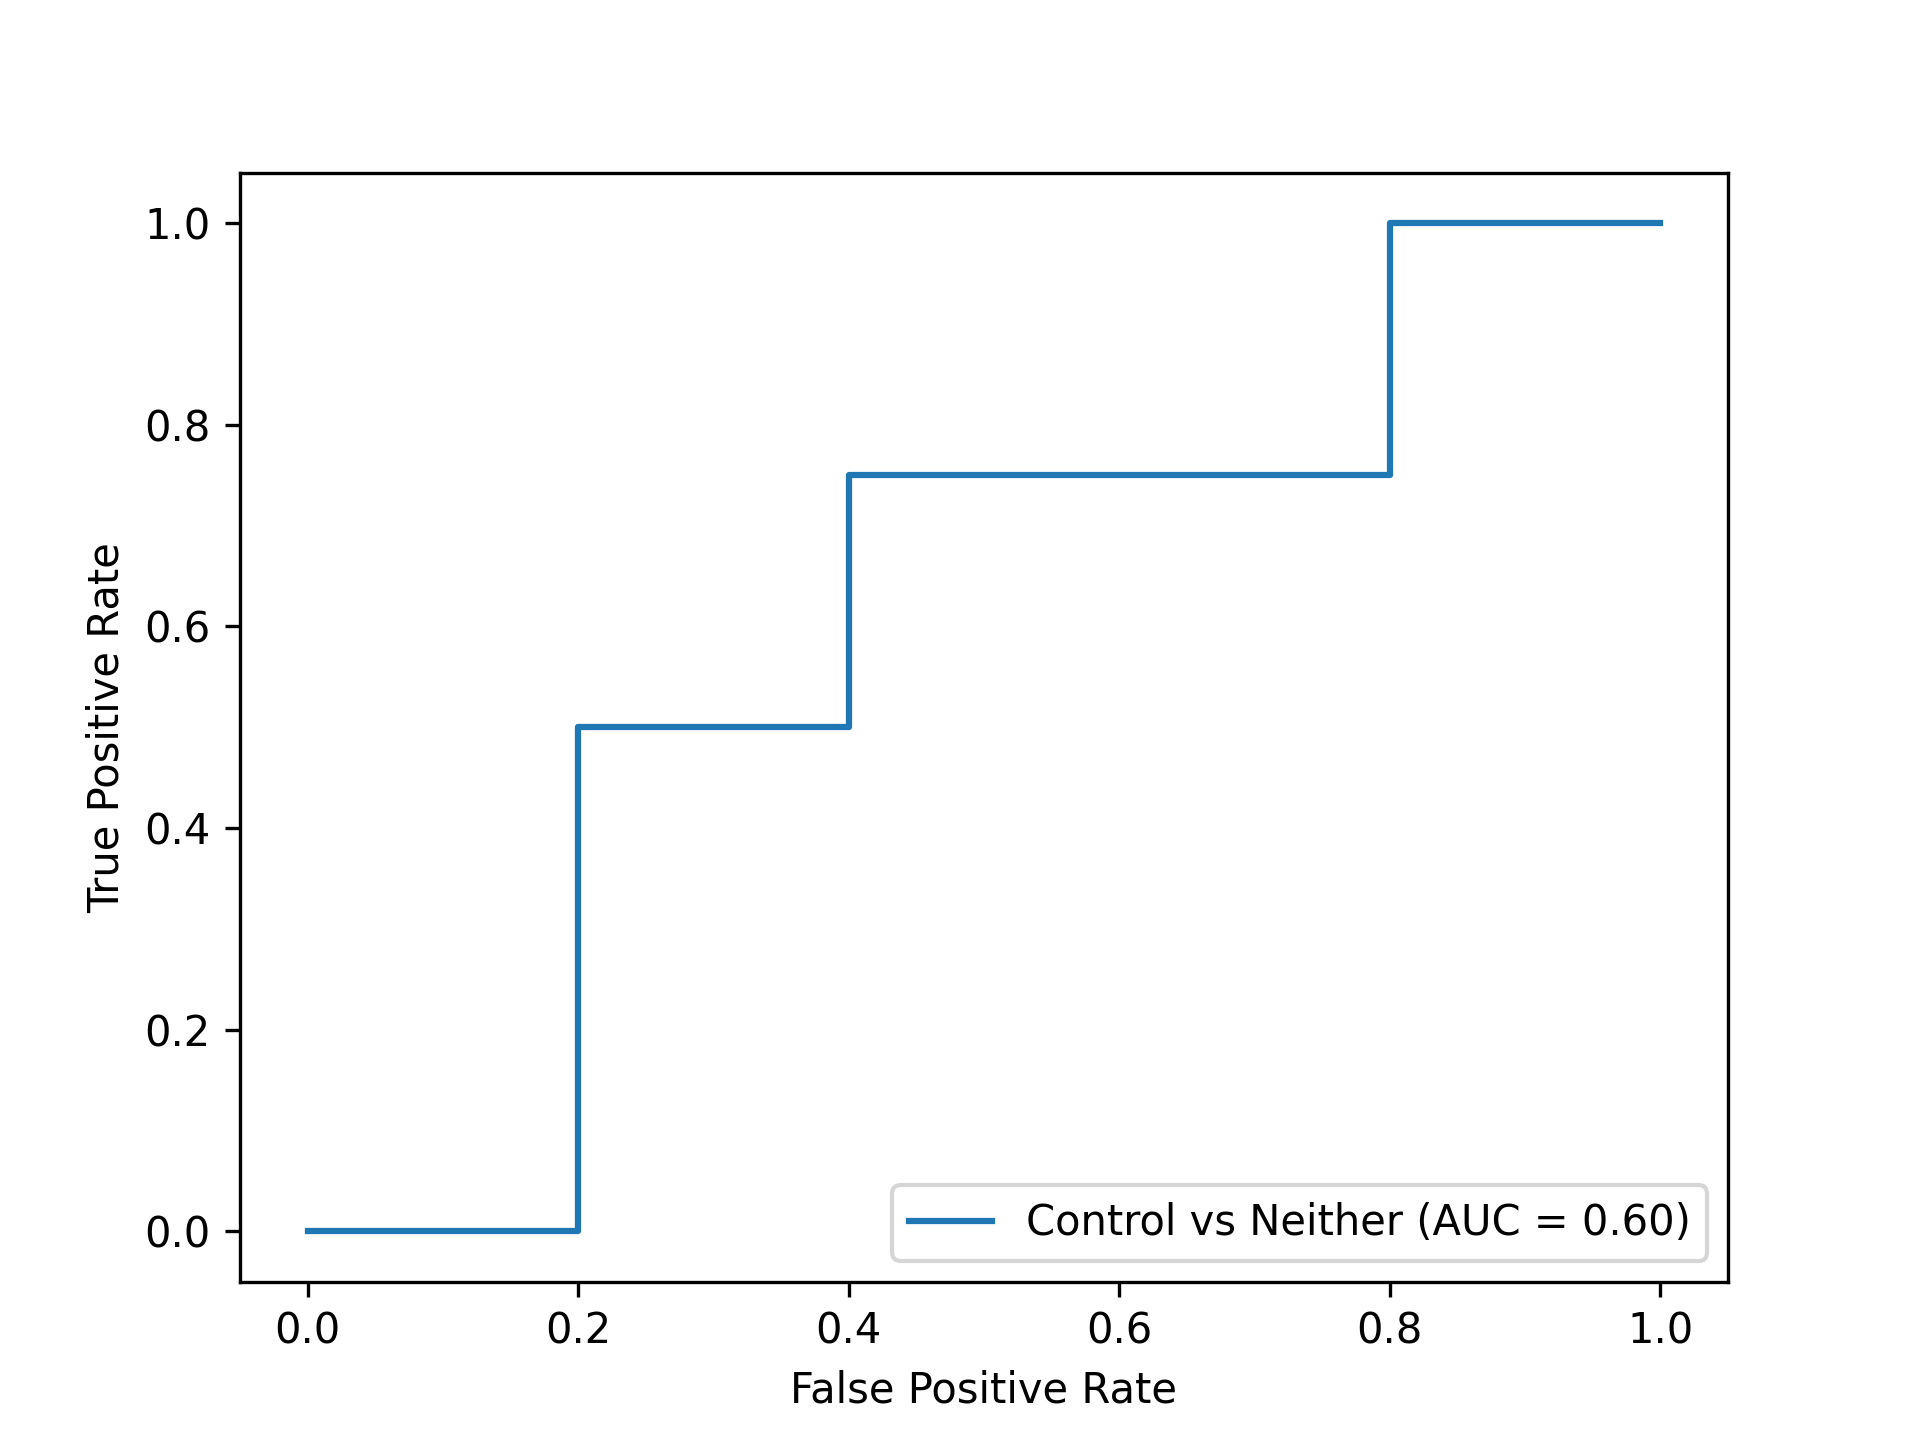 1.0
0.8
0.6
0.4
0.2
0.0
True Positive Rate
Control vs Neither (AUC = 0.60)
0.0 0.2 0.4 0.6 0.8 1.0
False Positive Rate